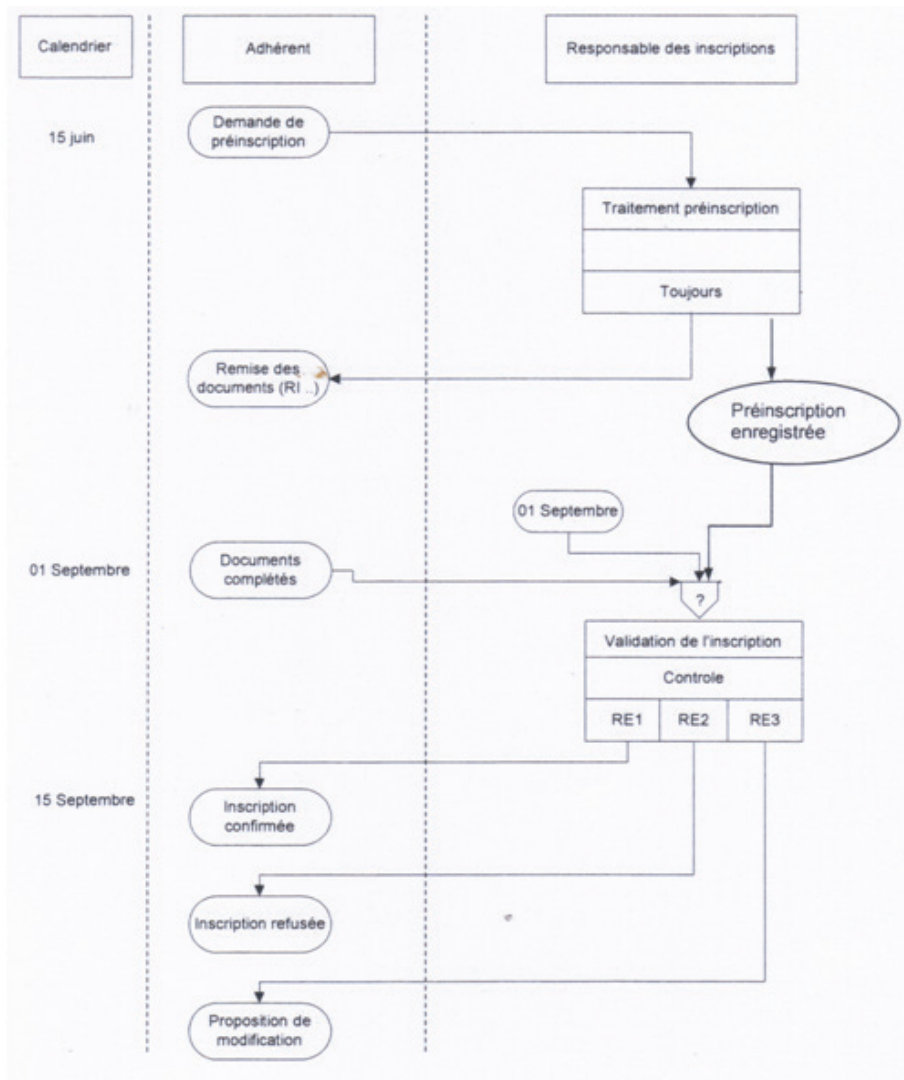 Calendrier
Adhérent
Responsable des inscriptions
15 juin
Demande de
préinscription
Traitement préinscription
Toujours
Remise des
documents (RI ..)
Préinscription
enregistrée
01 Septembre
01 Septembre
Documents
complétés
?
Validation de l'inscription
Controle
RE1
RE2
RE3
15 Septembre
Inscription
confirmée
Inscription refusée
Proposition de
modification